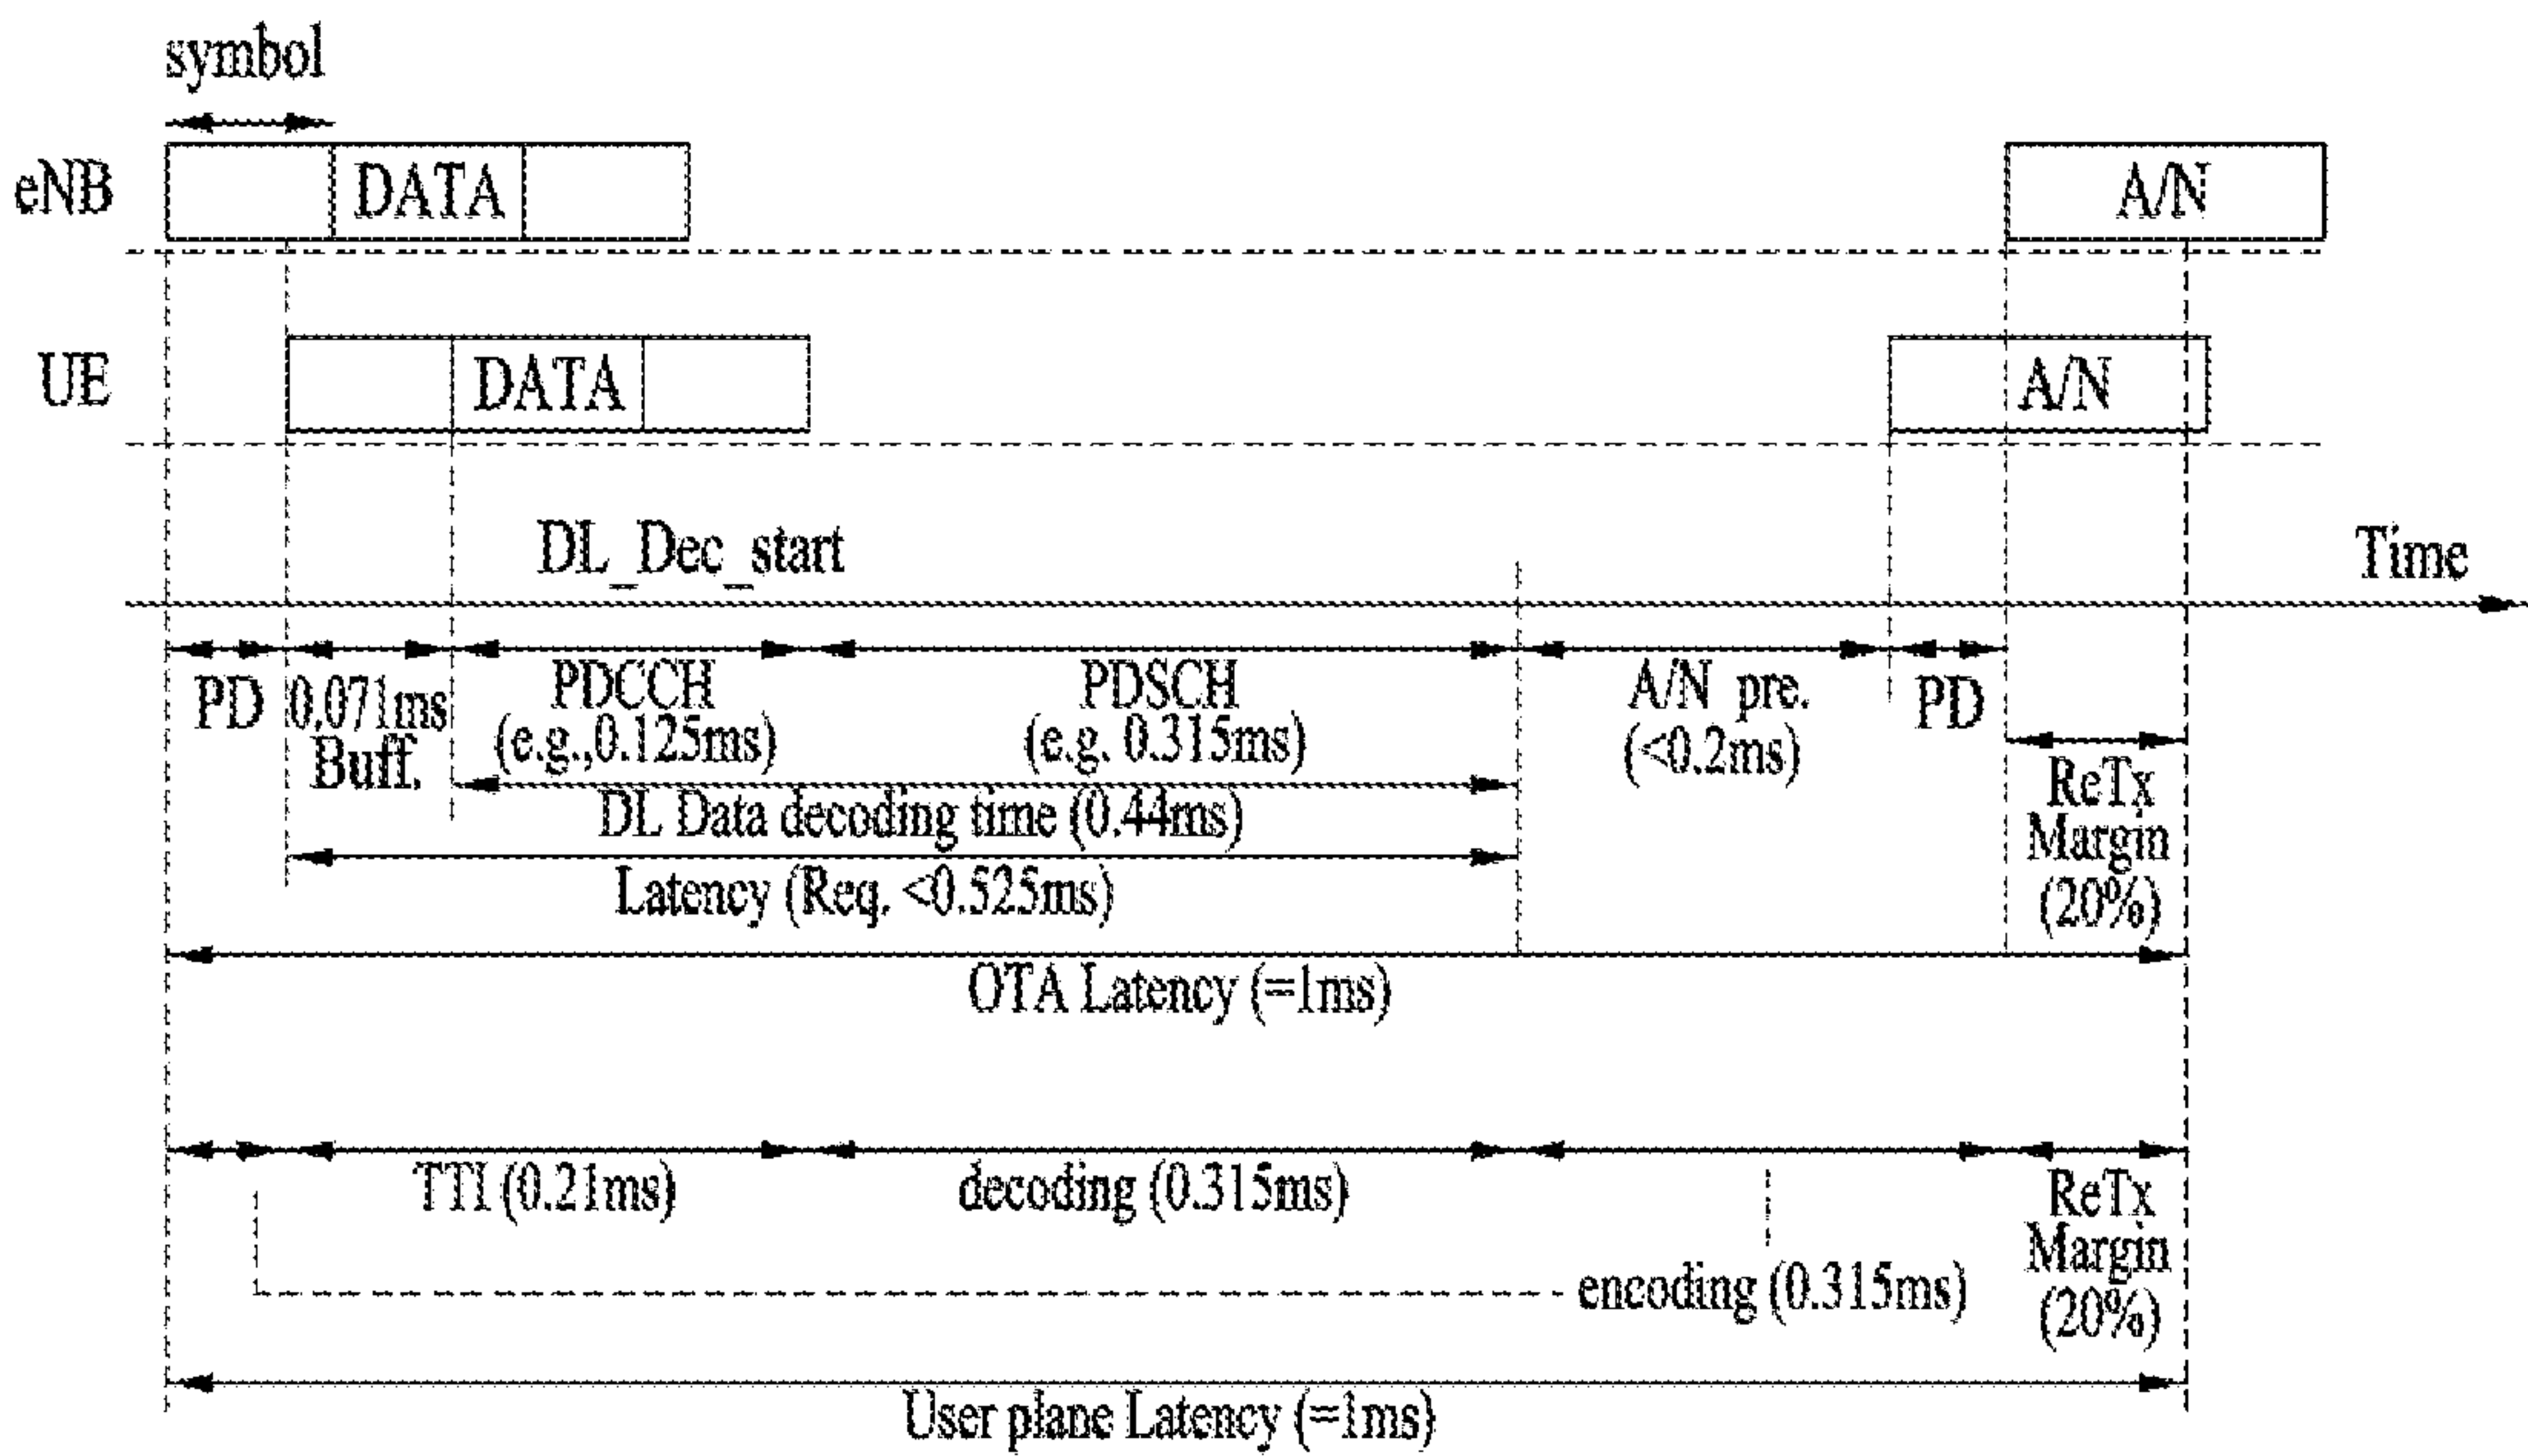 symbol
eNB
DATA
A/N
UE
DATA
A/N
DL_Dec_start
Time
PD
0.071ms
Buff.
PDCCH
(e.g.,0.125ms)
PDSCH
(e.g. 0.315ms)
A/N pre.
(<0.2ms)
PD
ReTx
Margin
(20%)
DL Data decoding time (0.44ms)
Latency (Req. <0.525ms)
OTA Latency (=1ms)
TTI (0.21ms)
decoding (0.315ms)
ReTx
Margin
(20%)
encoding (0.315ms)
User plane Latency (=1ms)